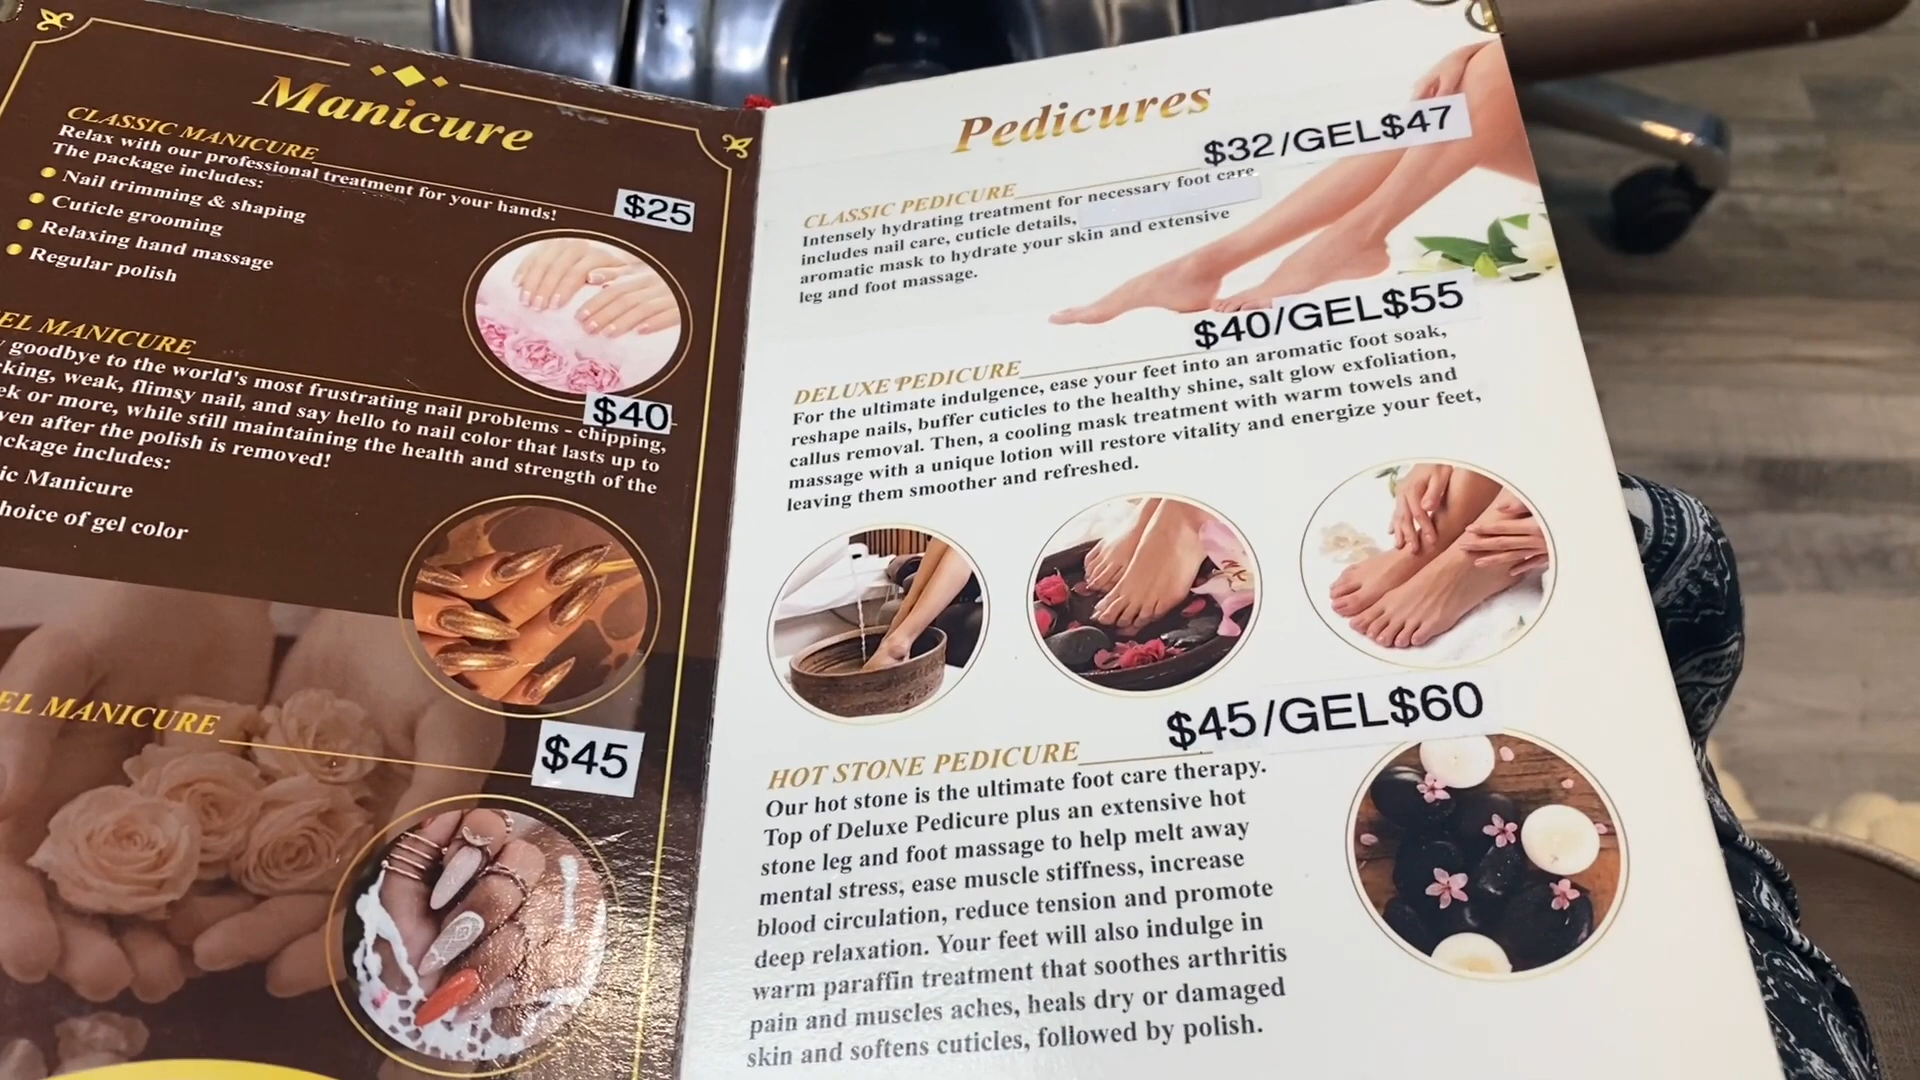 Manicure
CLASSIC MANICURE
Relax with our professional treatment for your hands!
The package includes:
Nail trimming & shaping
Cuticle grooming
Relaxing hand massage
Regular polish
$25
EL MANICURE
goodbye to the world's most frustrating nail problems - chipping,
king, weak, flimsy nail, and say hello to nail color that lasts up to
ek or more, while still maintaining the health and strength of the
ven after the polish is removed!
ackage includes:
ic Manicure
hoice of gel color
$40
EL MANICURE
$45
Pedicures
$32/GEL$47
CLASSIC PEDICURE
Intensely hydrating treatment for necessary foot care
includes nail care, cuticle details,
aromatic mask to hydrate your skin and extensive
leg and foot massage.
$40/GEL$55
DELUXE PEDICURE
For the ultimate indulgence, ease your feet into an aromatic foot soak,
reshape nails, buffer cuticles to the healthy shine, salt glow exfoliation,
callus removal. Then, a cooling mask treatment with warm towels and
massage with a unique lotion will restore vitality and energize your feet,
leaving them smoother and refreshed.
$45/GEL$60
HOT STONE PEDICURE
Our hot stone is the ultimate foot care therapy.
Top of Deluxe Pedicure plus an extensive hot
stone leg and foot massage to help melt away
mental stress, ease muscle stiffness, increase
blood circulation, reduce tension and promote
deep relaxation. Your feet will also indulge in
warm paraffin treatment that soothes arthritis
pain and muscles aches, heals dry or damaged
skin and softens cuticles, followed by polish.